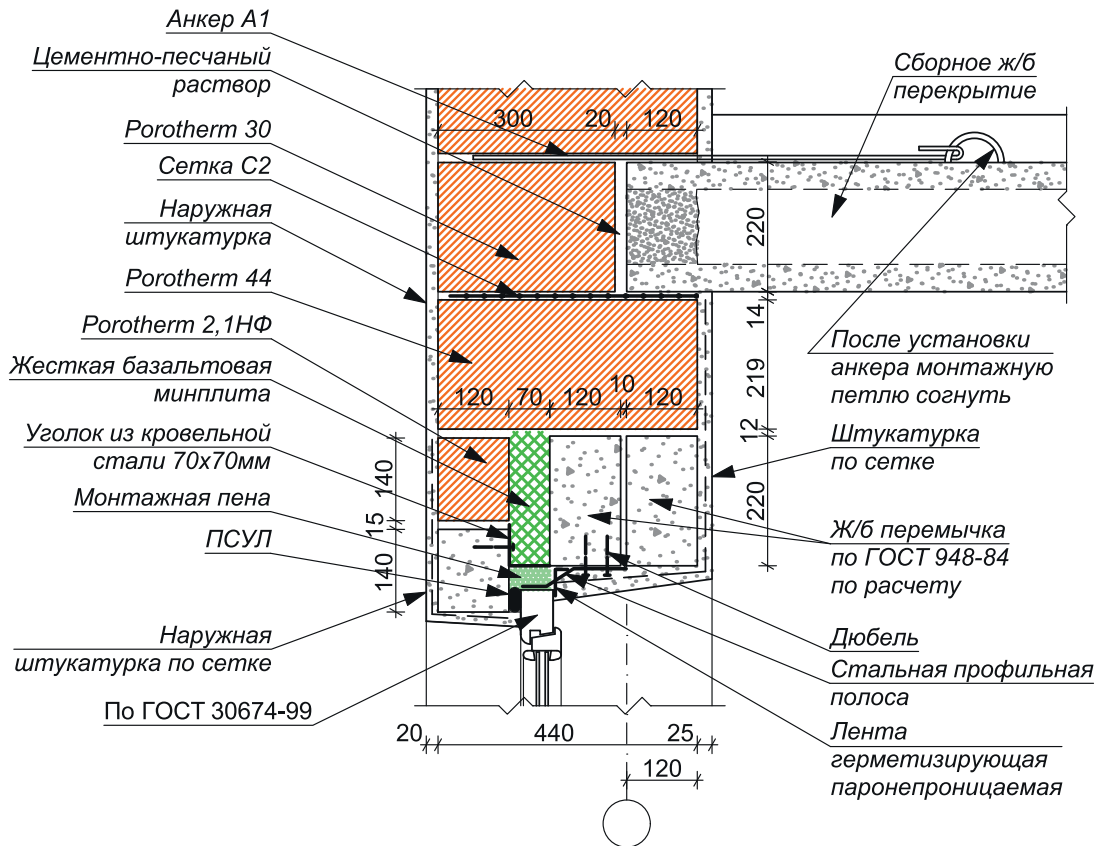 Анкер А1
Цементно-песчаный
раствор
Porotherm 30
Сетка С2
Наружная
штукатурка
Porotherm 44
Porotherm 2,1НФ
Жесткая базальтовая
минплита
Уголок из кровельной
стали 70х70мм
Монтажная пена
ПСУЛ
Наружная
штукатурка по сетке
По ГОСТ 30674-99
Сборное ж/б
перекрытие
После установки
анкера монтажную
петлю согнуть
Штукатурка
по сетке
Ж/б перемычка
по ГОСТ 948-84
по расчету
Дюбель
Стальная профильная
полоса
Лента
герметизирующая
паронепроницаемая
300 20 120
220
14
219
12
220
120 70 120 10 120
140
15
140
20 440 25
120